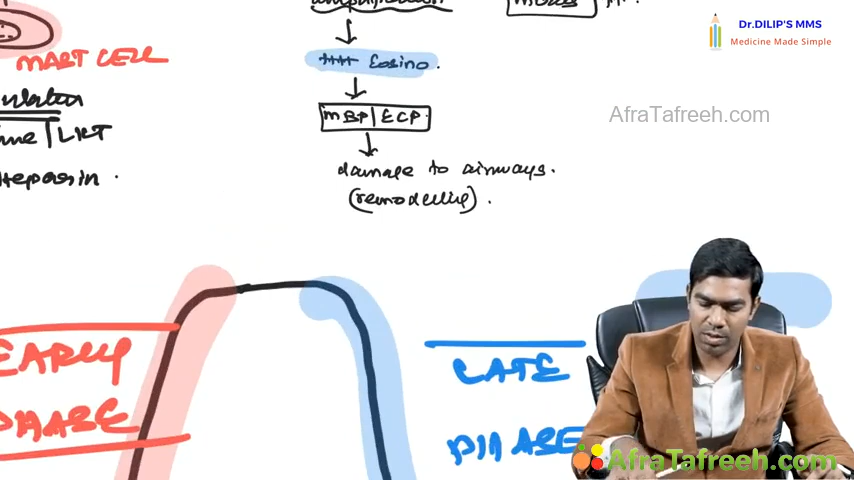 Dr.DILIP'S MMS
Medicine Made Simple
MAST CELL
Eosino.
AfraTafreeh.com
MBP|ECP.
Heparin.
damage to airways.
(remodelling).
EARLY
PHASE
LATE
PHASE
AfraTafreeh.com